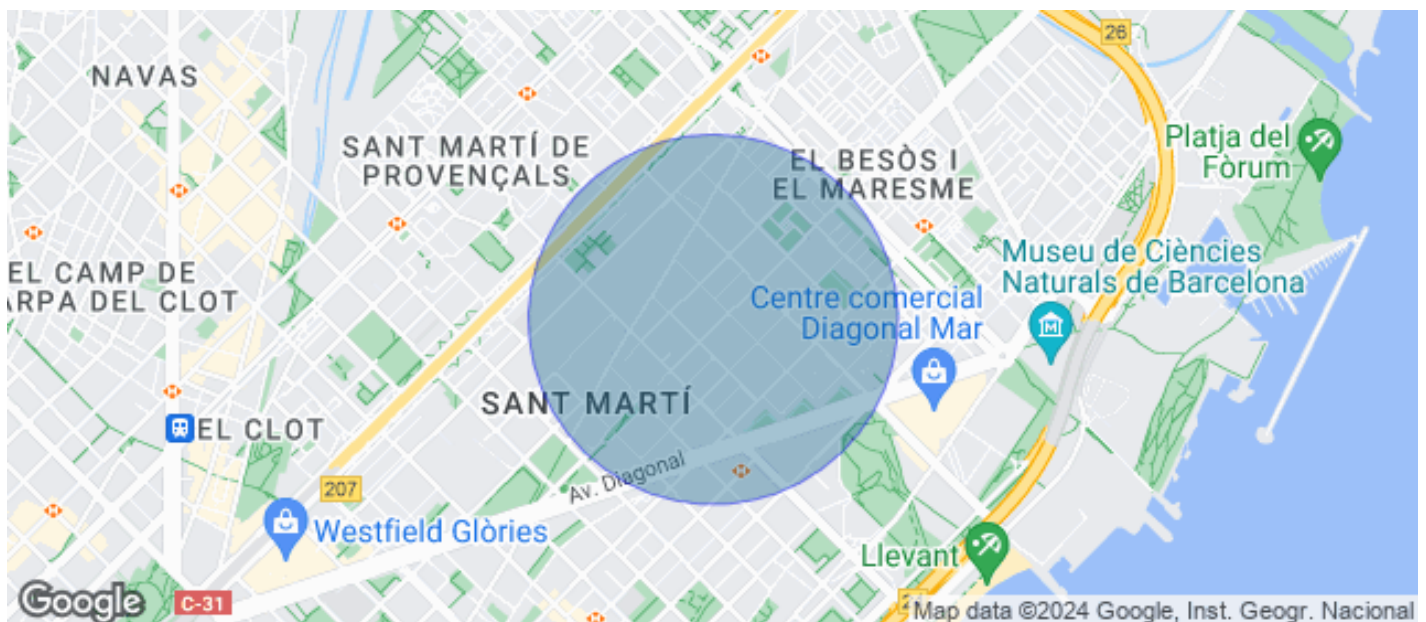 26
NAVAS
Platja del
Fòrum
SANT MARTÍ DE
PROVENÇALS
EL BESÒS I
EL MARESME
EL CAMP DE
ARPA DEL CLOT
Museu de Ciències
Naturals de Barcelona
Centre comercial
Diagonal Mar
SANT MARTÍ
EL CLOT
Av. Diagonal
207
Westfield Glòries
Llevant
Google
C-31
Map data ©2024 Google, Inst. Geogr. Nacional